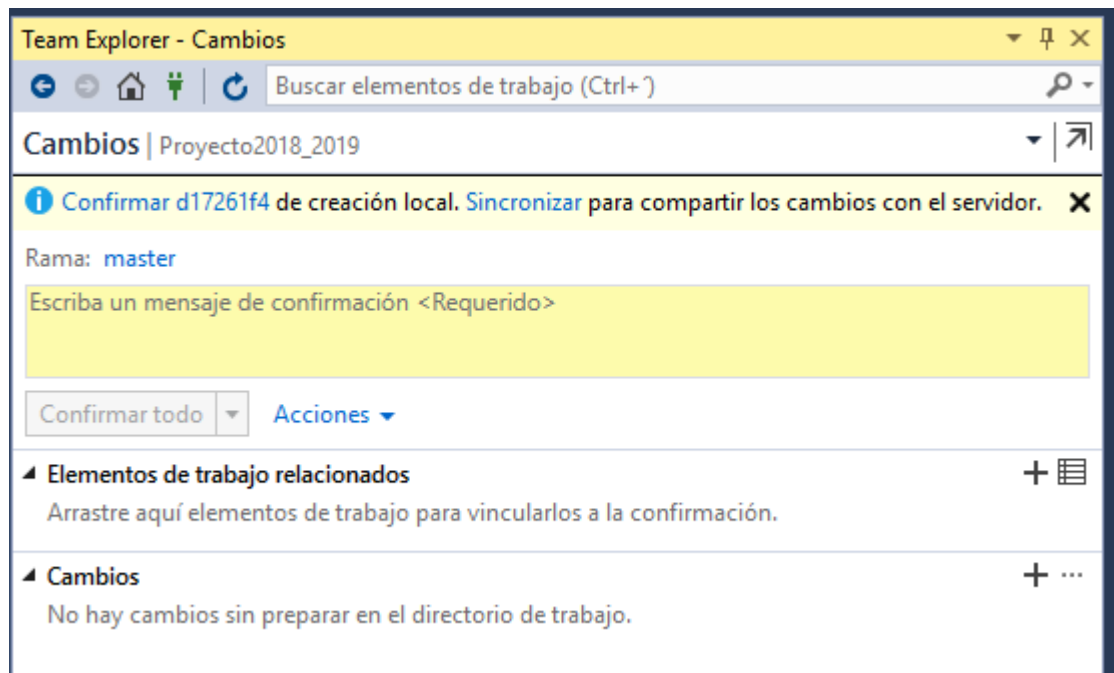 Team Explorer - Cambios
Buscar elementos de trabajo (Ctrl+´)
Cambios | Proyecto2018_2019
Confirmar d17261f4 de creación local. Sincronizar para compartir los cambios con el servidor.
Rama: master
Escriba un mensaje de confirmación <Requerido>
Confirmar todo Acciones
Elementos de trabajo relacionados
Arrastre aquí elementos de trabajo para vincularlos a la confirmación.
Cambios
No hay cambios sin preparar en el directorio de trabajo.